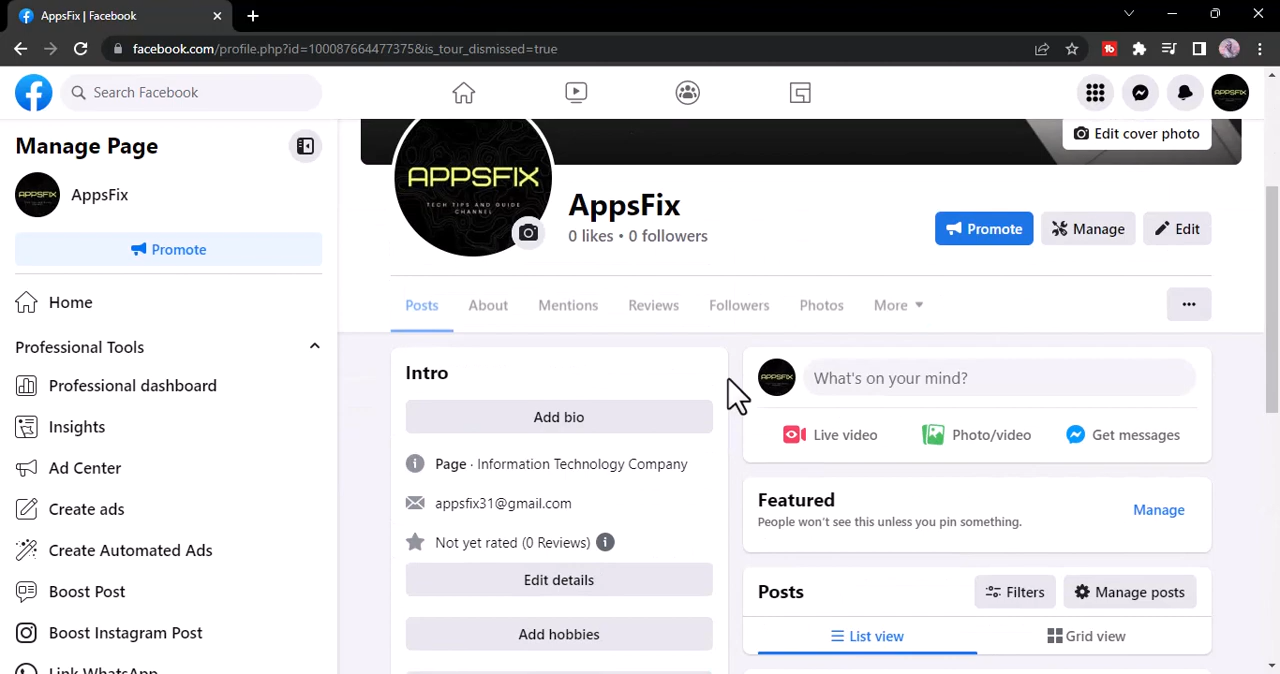 AppsFix | Facebook
facebook.com/profile.php?id=100087664477375&is_tour_dismissed=true
Search Facebook
APPSFIX
Manage Page
AppsFix
Promote
Home
Professional Tools
Professional dashboard
Insights
Ad Center
Create ads
Create Automated Ads
Boost Post
Boost Instagram Post
Link WhatsApp
Edit cover photo
APPSFIX
TECH TIPS AND GUIDE
CHANNEL
AppsFix
0 likes • 0 followers
Promote
Manage
Edit
Posts About Mentions Reviews Followers Photos More
Intro
Add bio
Page · Information Technology Company
appsfix31@gmail.com
Not yet rated (0 Reviews)
Edit details
Add hobbies
APPSFIX
What's on your mind?
Live video Photo/video Get messages
Featured
People won't see this unless you pin something.
Manage
Posts
Filters
Manage posts
List view
Grid view